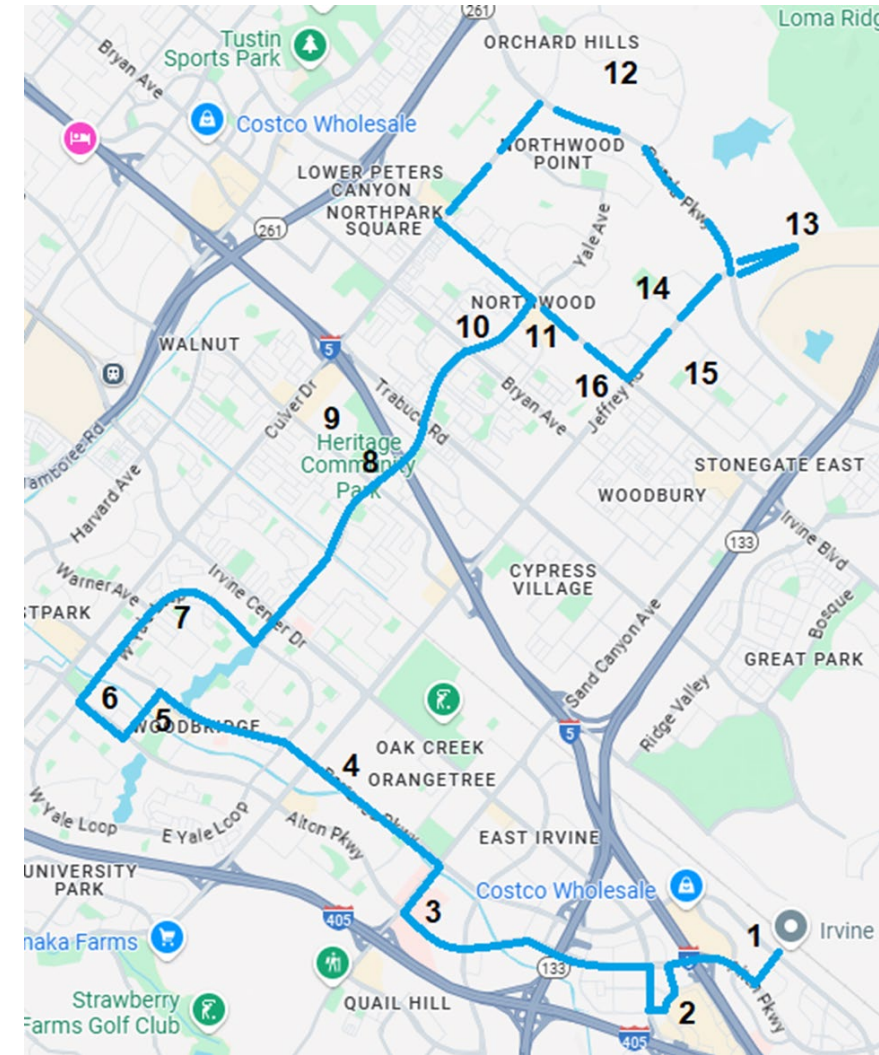 261
Loma Ridg
ORCHARD HILLS
Tustin
Sports Park
Bryan Ave
12
Costco Wholesale
NORTHWOOD
POINT
LOWER PETERS
CANYON
Pkwy
NORTHPARK
SQUARE
13
261
Yale Ave
14
NORTHWOOD
10
11
WALNUT
5
15
16
Culver Dr
Trabuco Rd
Bryan Ave
Jeffrey Rd
9
Heritage
Community
Park
8
Jamboree Rd
STONEGATE EAST
Harvard Ave
WOODBURY
133
Irvine Blvd
CYPRESS
VILLAGE
Warner Ave
Irvine Center Dr
STPARK
7
Sand Canyon Ave
Bosque
GREAT PARK
6
5
WOODBRIDGE
Ridge Valley
5
OAK CREEK
4
ORANGETREE
W Yale Loop
E Yale Loop
Alton Pkwy
EAST IRVINE
UNIVERSITY
PARK
Costco Wholesale
3
405
1
Irvine
naka Farms
133
Pkwy
QUAIL HILL
2
Strawberry
Farms Golf Club
405